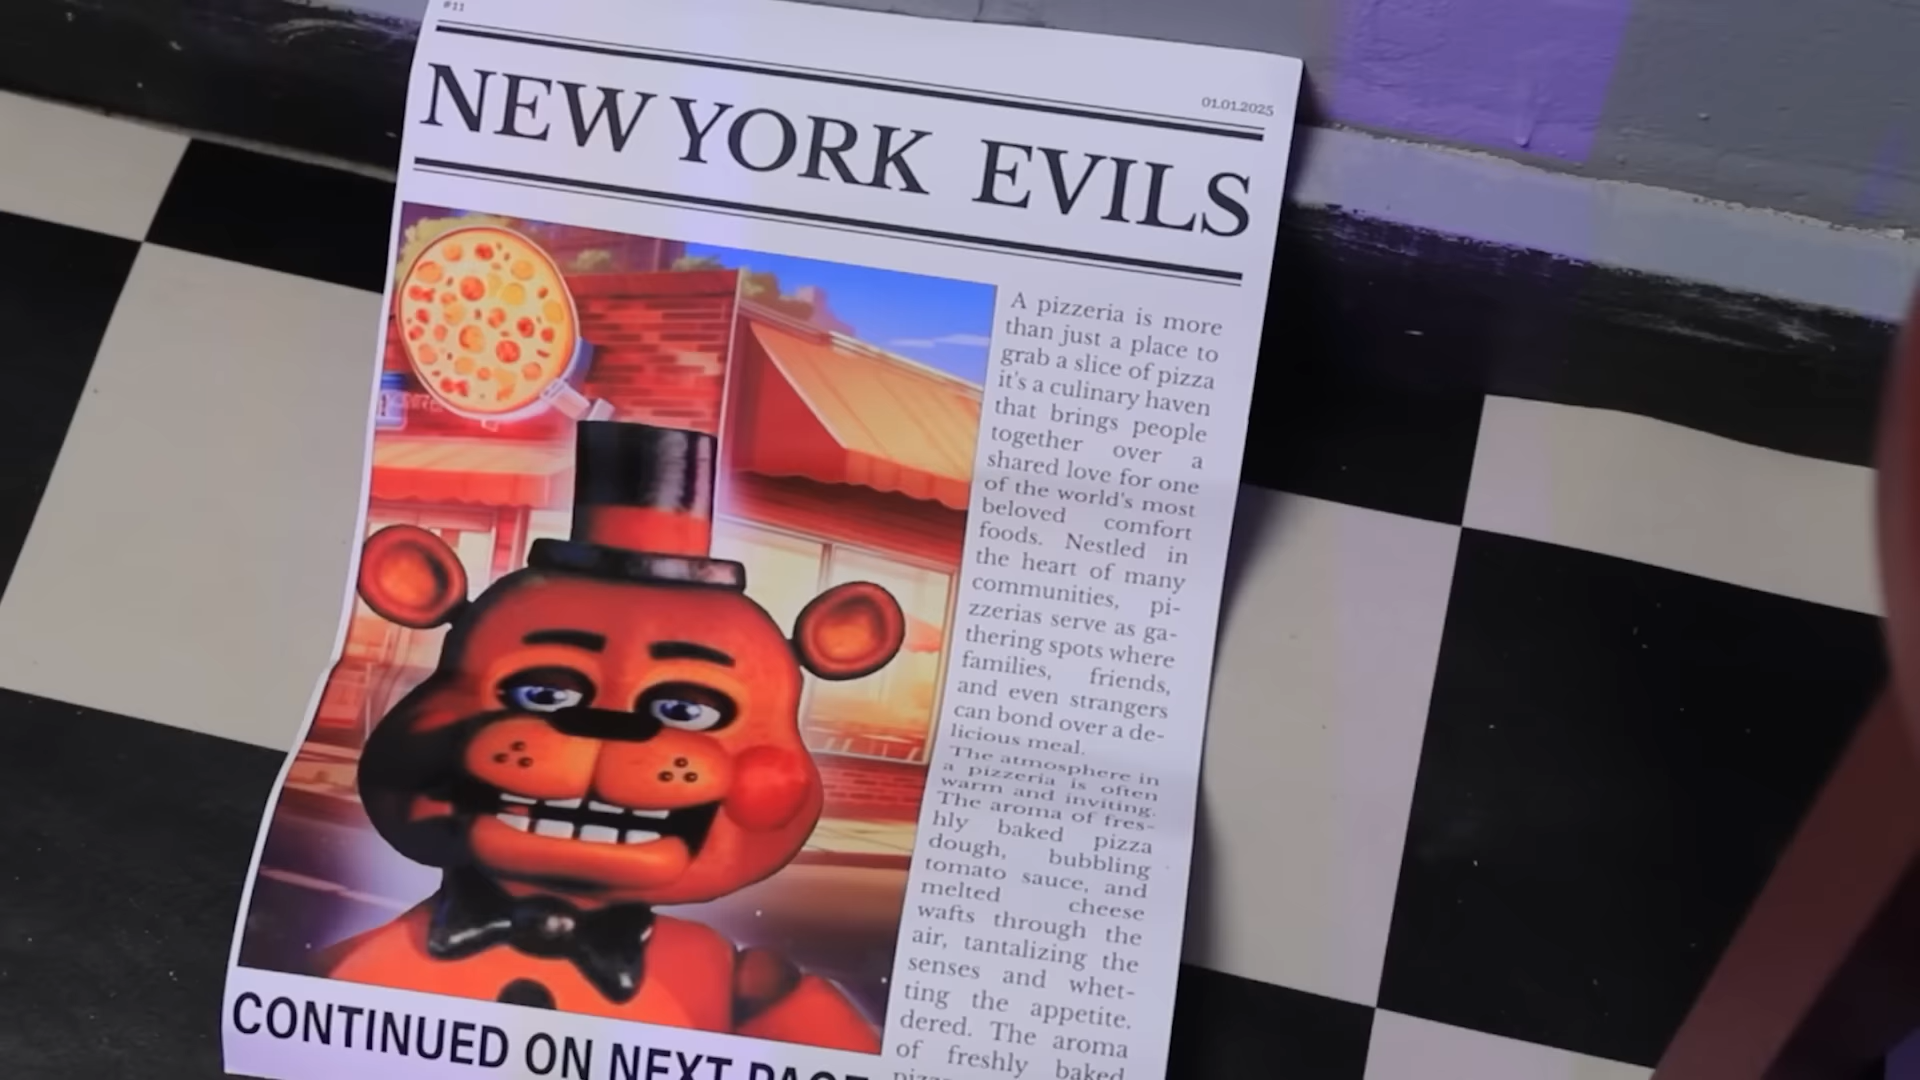 #11
01.01.2025
NEW YORK EVILS
A pizzeria is more
than just a place to
grab a slice of pizza
it's a culinary haven
that brings people
together over a
shared love for one
of the world's most
beloved comfort
foods. Nestled in
the heart of many
communities, pi-
zzerias serve as ga-
thering spots where
families, friends,
and even strangers
can bond over a de-
licious meal.
The atmosphere in
a pizzeria is often
warm and inviting.
The aroma of fres-
hly baked pizza
dough, bubbling
tomato sauce, and
melted cheese
wafts through the
air, tantalizing the
senses and whet-
ting the appetite.
dered. The aroma
of freshly baked
CONTINUED ON NEXT PAGE